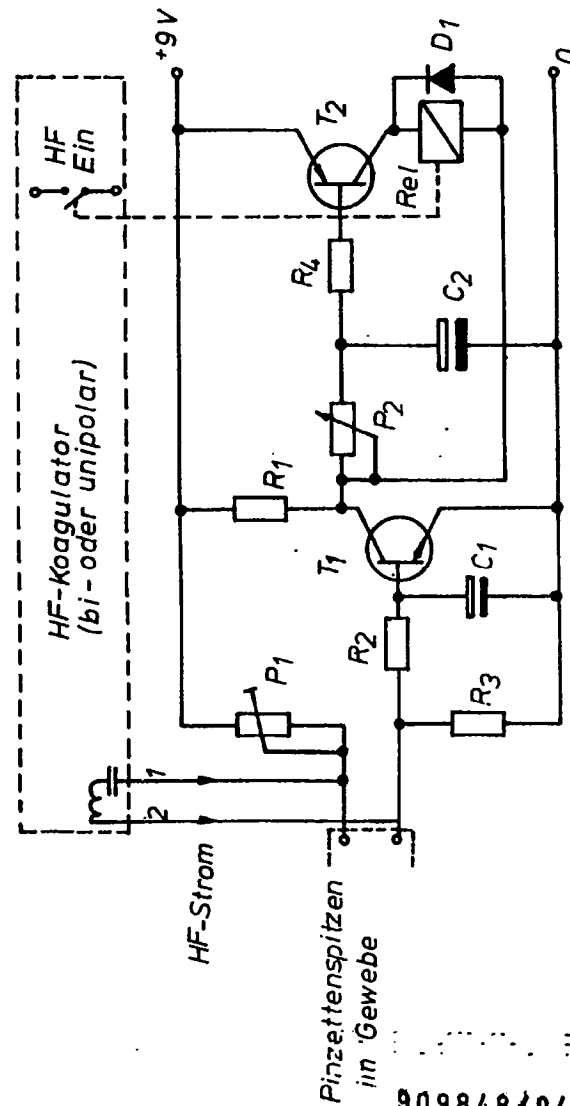 HF-Koagulator
(bi- oder unipolar)
HF
Ein
+9V
HF-Strom
1
2
P1
R1
T2
D1
Rel
R4
P2
C2
T1
R2
C1
R3
0
Pinzettenspitzen
im Gewebe